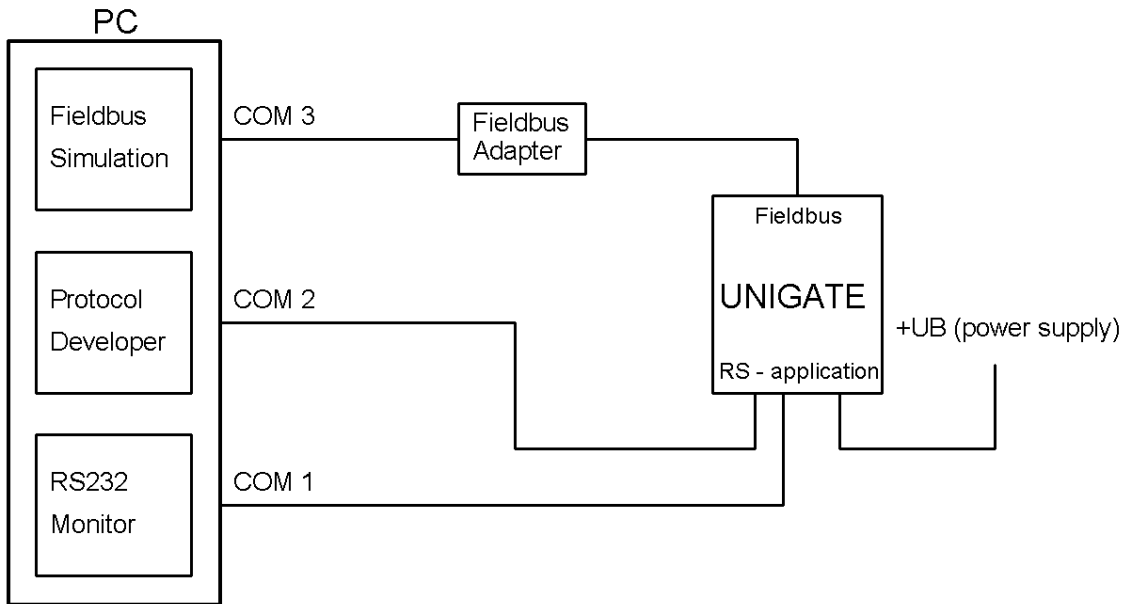 PC
Fieldbus
Simulation
COM 3
Fieldbus
Adapter
Fieldbus
UNIGATE
RS - application
+UB (power supply)
Protocol
Developer
COM 2
RS232
Monitor
COM 1